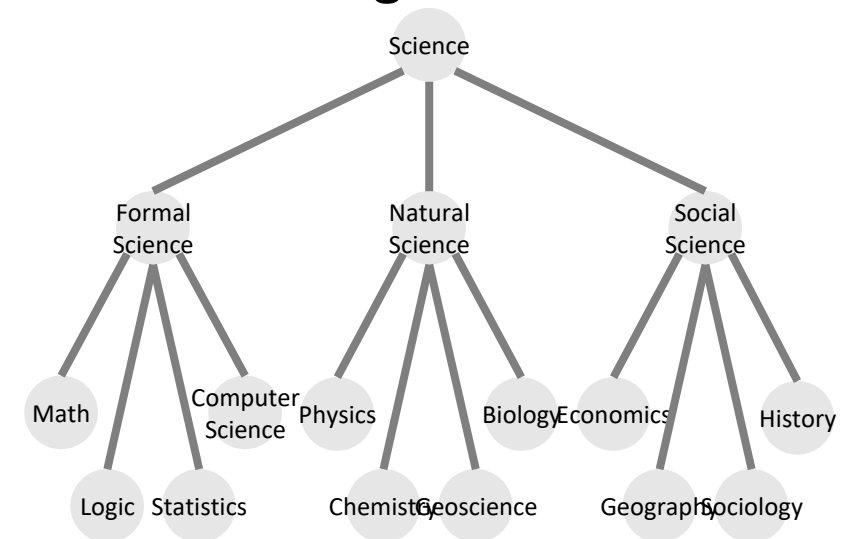 Science
Formal
Science
Natural
Science
Social
Science
Math
Computer
Science
Physics
Biology
Economics
History
Logic
Statistics
Chemistry
Geoscience
Geography
Sociology